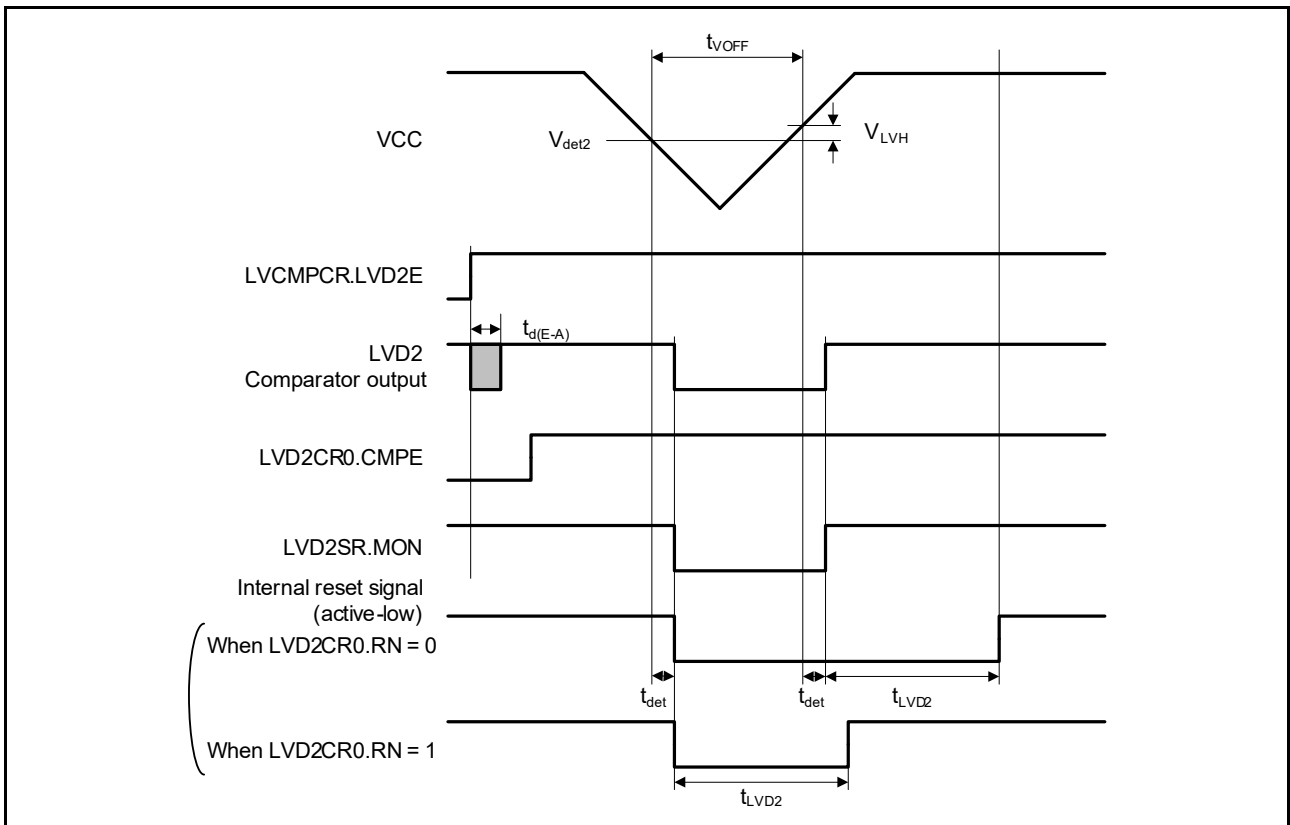 tVOFF
VCC
Vdet2
VLVH
LVCMPCR.LVD2E
td(E-A)
LVD2
Comparator output
LVD2CR0.CMPE
LVD2SR.MON
Internal reset signal
(active-low)
When LVD2CR0.RN = 0
tdet
tdet
tLVD2
When LVD2CR0.RN = 1
tLVD2